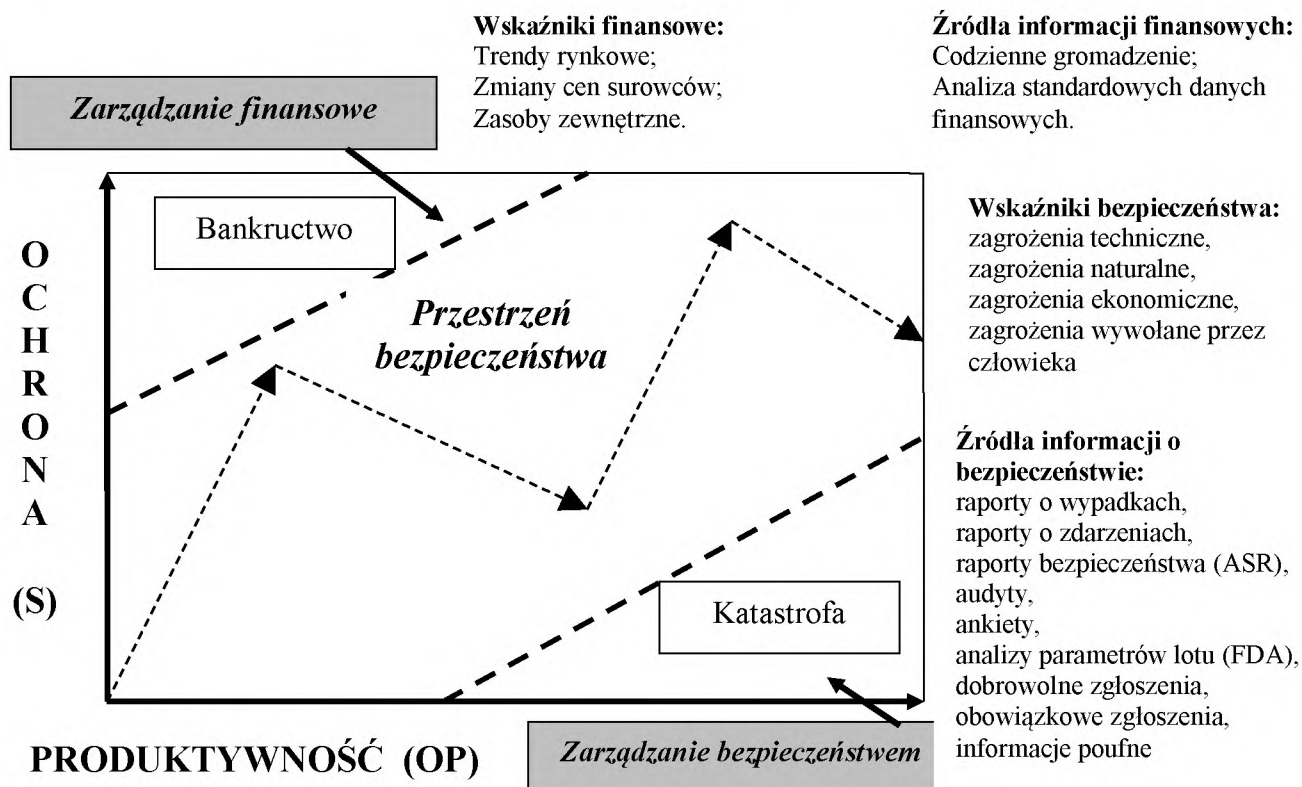 Wskaźniki finansowe:
Trendy rynkowe;
Zmiany cen surowców;
Zasoby zewnętrzne.
Źródła informacji finansowych:
Codzienne gromadzenie;
Analiza standardowych danych
finansowych.
Zarządzanie finansowe
Bankructwo
Przestrzeń
bezpieczeństwa
O
C
H
R
O
N
A
(S)
Wskaźniki bezpieczeństwa:
zagrożenia techniczne,
zagrożenia naturalne,
zagrożenia ekonomiczne,
zagrożenia wywołane przez
człowieka
Źródła informacji o
bezpieczeństwie:
raporty o wypadkach,
raporty o zdarzeniach,
raporty bezpieczeństwa (ASR),
audyty,
ankiety,
analizy parametrów lotu (FDA),
dobrowolne zgłoszenia,
obowiązkowe zgłoszenia,
informacje poufne
Katastrofa
PRODUKTYWNOŚĆ (OP)
Zarządzanie bezpieczeństwem